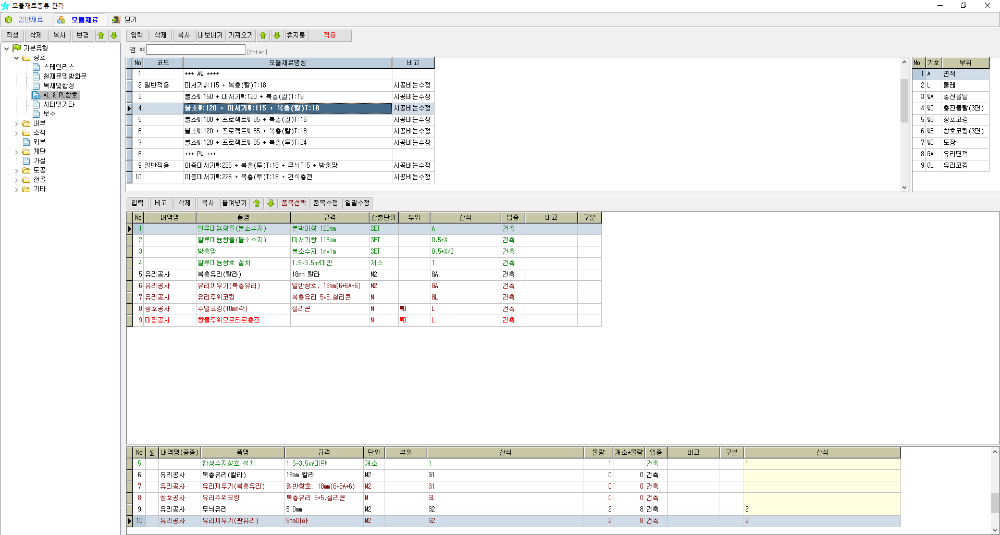 모듈재료종류 관리
일반재료 모듈재료 닫기
작성 삭제 복사 변경 입력 삭제 복사 내보내기 가져오기 휴지통 적용
기본유형
창호
스테인리스
철재문및방화문
목재및합성
AL & PL창호
셔터및기타
보수
내부
조적
외부
계단
가설
토공
철골
기타
검 색 [Enter]
No 코드 모듈재료명칭 비고
1 *** AW ****
2 일반적용 미서기W:115 + 복층(칼)T:18 시공비는수정
3 불소W:150 + 미서기W:120 + 복층(칼)T:18 시공비는수정
4 불소W:120 + 미서기W:115 + 복층(칼)T:18 시공비는수정
5 불소W:100 + 프로젝트W:85 + 복층(칼)T:16 시공비는수정
6 불소W:120 + 프로젝트W:85 + 복층(칼)T:18 시공비는수정
7 불소W:120 + 프로젝트W:85 + 복층(투)T:24 시공비는수정
8 *** PW ***
9 일반적용 이중미서기W:225 + 복층(투)T:18 + 무늬T:5 + 방충망 시공비는수정
10 이중미서기W:225 + 복층(투)T:18 + 건식충전 시공비는수정
No 기호 부위
1 A 면적
2 L 둘레
3 WA 충진몰탈
4 WD 충진몰탈(3면)
5 WB 창호코킹
6 WE 창호코킹(3면)
7 WC 도장
8 GA 유리면적
9 GL 유리코킹
입력 비고 삭제 복사 붙여넣기 품목선택 품목수정 일괄수정
No 내역명 품명 규격 산출단위 부위 산식 업종 비고 구분
1 알루미늄창틀(불소수지) 붙박이창 120mm SET A 건축
2 알루미늄창틀(불소수지) 미서기창 115mm SET 0.5*X 건축
3 방충망 불소수지 1m*1m SET 0.5*X/2 건축
4 알루미늄창호 설치 1.5~3.5㎡미만 개소 1 건축
5 유리공사 복층유리(칼라) 18mm 칼라 M2 GA 건축
6 유리공사 유리끼우기(복층유리) 일반창호, 18mm(6+6A+6) M2 GA 건축
7 유리공사 유리주위코킹 복층유리 5*5,실리콘 M GL 건축
8 창호공사 수밀코킹(10mm각) 실리콘 M WB L 건축
9 미장공사 창틀주위모르타르충진 M WD L 건축
No ∑ 내역명(공종) 품명 규격 단위 부위 산식 물량 개소*물량 업종 비고 구분 산식
5 합성수지창호 설치 1.5~3.5㎡미만 개소 1 1 건축 1
6 유리공사 복층유리(칼라) 18mm 칼라 M2 G1 0 0 건축
7 유리공사 유리끼우기(복층유리) 일반창호, 18mm(6+6A+6) M2 G1 0 0 건축
8 창호공사 유리주위코킹 복층유리 5*5,실리콘 M GL 0 0 건축
9 유리공사 무늬유리 5.0mm M2 G2 2 8 건축 2
10 유리공사 유리끼우기(판유리) 5mm이하 M2 G2 2 8 건축 2